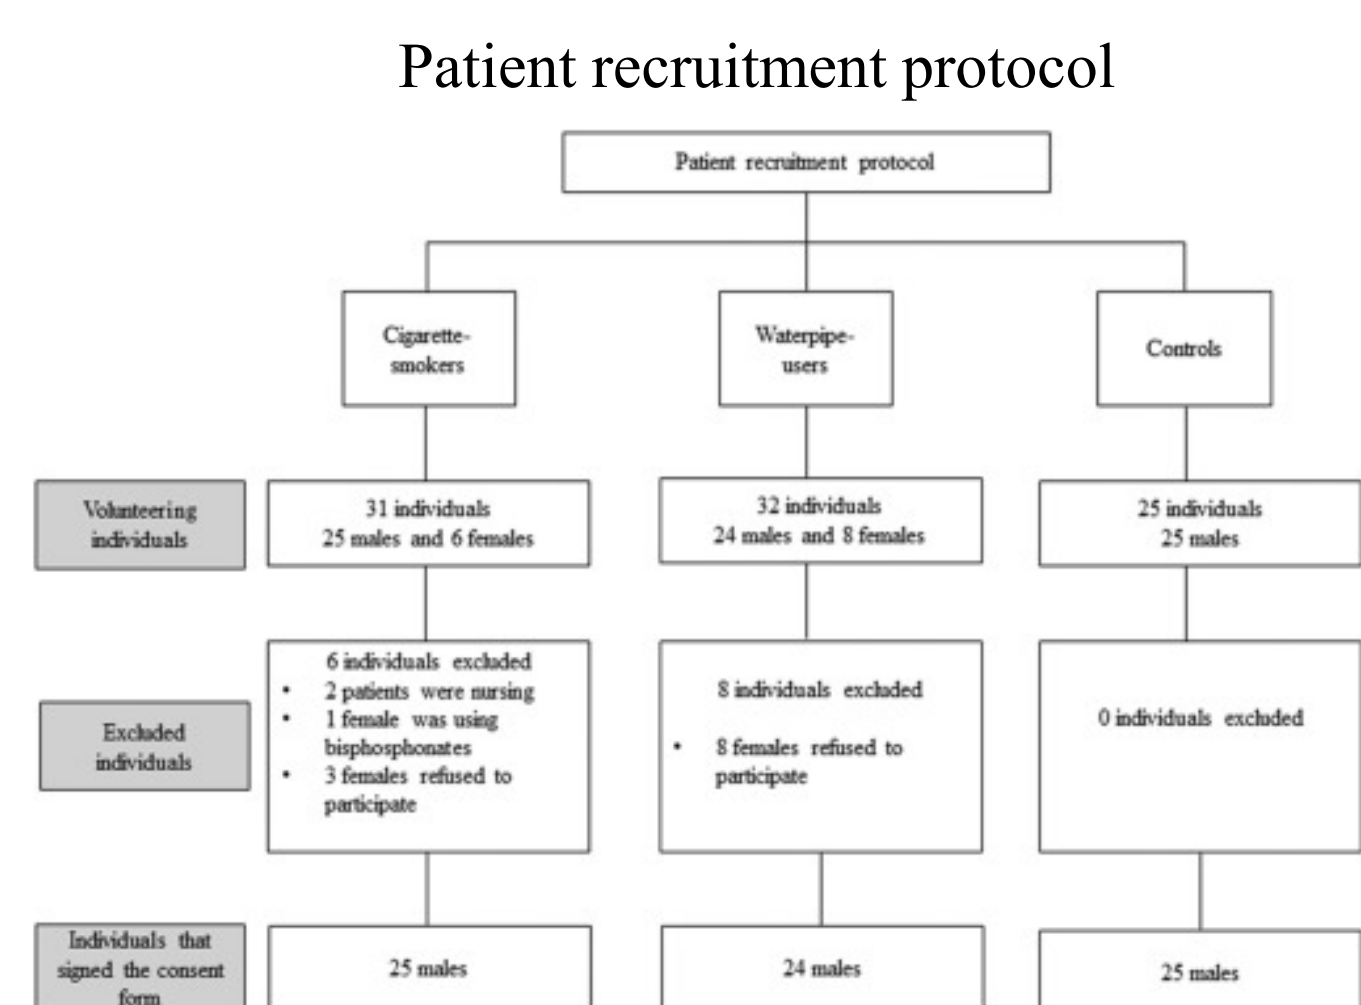 Patient recruitment protocol
Patient recruitment protocol
Cigarette-
smokers
Waterpipe-
users
Controls
Volunteering
individuals
31 individuals
25 males and 6 females
32 individuals
24 males and 8 females
25 individuals
25 males
Excluded
individuals
6 individuals excluded
• 2 patients were nursing
• 1 female was using
bisphosphonates
• 3 females refused to
participate
8 individuals excluded
• 8 females refused to
participate
0 individuals excluded
Individuals that
signed the consent
form
25 males
24 males
25 males